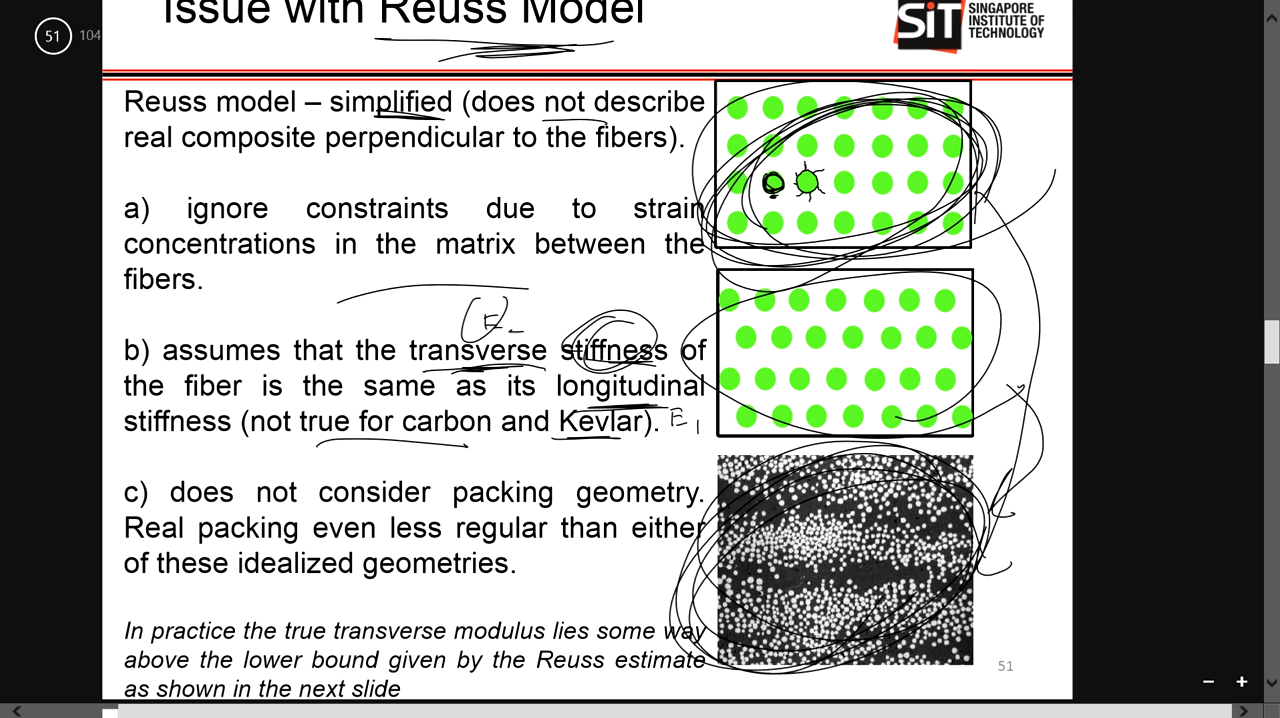 51 104
Issue with Reuss Model
SiT SINGAPORE
INSTITUTE OF
TECHNOLOGY
Reuss model – simplified (does not describe
real composite perpendicular to the fibers).
a) ignore constraints due to strain
concentrations in the matrix between the
fibers.
E
b) assumes that the transverse stiffness of
the fiber is the same as its longitudinal
stiffness (not true for carbon and Kevlar). E1
c) does not consider packing geometry.
Real packing even less regular than either
of these idealized geometries.
In practice the true transverse modulus lies some way
above the lower bound given by the Reuss estimate
as shown in the next slide
51